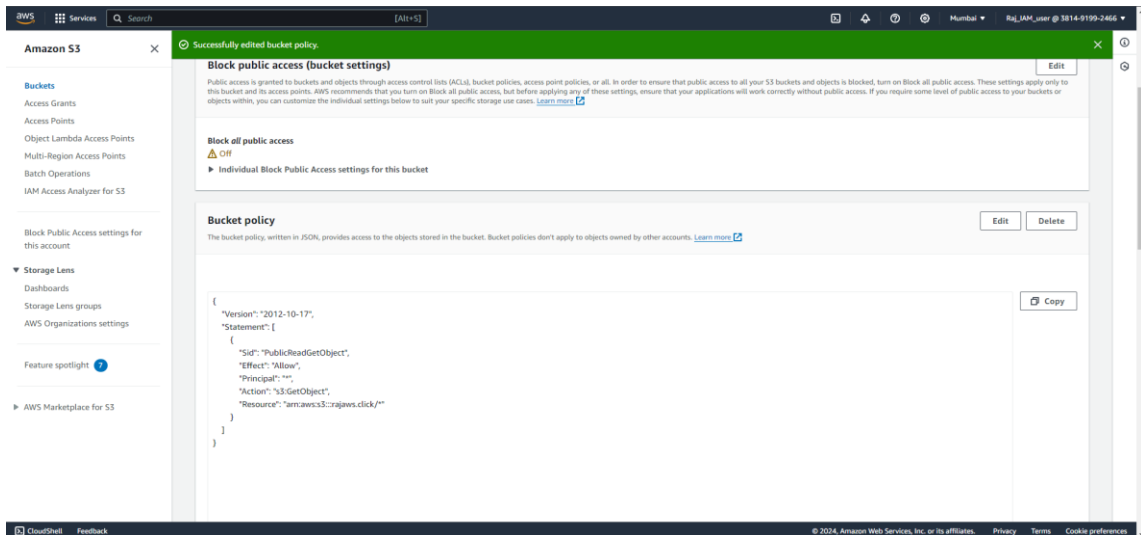 aws
Services
Search
[Alt+S]
Mumbai ▼
Raj_IAM_user @ 3814-9199-2466 ▼
Amazon S3
Buckets
Access Grants
Access Points
Object Lambda Access Points
Multi-Region Access Points
Batch Operations
IAM Access Analyzer for S3
Block Public Access settings for
this account
Storage Lens
Dashboards
Storage Lens groups
AWS Organizations settings
Feature spotlight 7
AWS Marketplace for S3
Successfully edited bucket policy.
Block public access (bucket settings)
Edit
Public access is granted to buckets and objects through access control lists (ACLs), bucket policies, access point policies, or all. In order to ensure that public access to all your S3 buckets and objects is blocked, turn on Block all public access. These settings apply only to
this bucket and its access points. AWS recommends that you turn on Block all public access, but before applying any of these settings, ensure that your applications will work correctly without public access. If you require some level of public access to your buckets or
objects within, you can customize the individual settings below to suit your specific storage use cases. Learn more
Block all public access
Off
Individual Block Public Access settings for this bucket
Bucket policy
Edit
Delete
The bucket policy, written in JSON, provides access to the objects stored in the bucket. Bucket policies don't apply to objects owned by other accounts. Learn more
Copy
{
"Version": "2012-10-17",
"Statement": [
{
"Sid": "PublicReadGetObject",
"Effect": "Allow",
"Principal": "*",
"Action": "s3:GetObject",
"Resource": "arn:aws:s3:::rajaws.click/*"
}
]
}
CloudShell
Feedback
© 2024, Amazon Web Services, Inc. or its affiliates.
Privacy
Terms
Cookie preferences